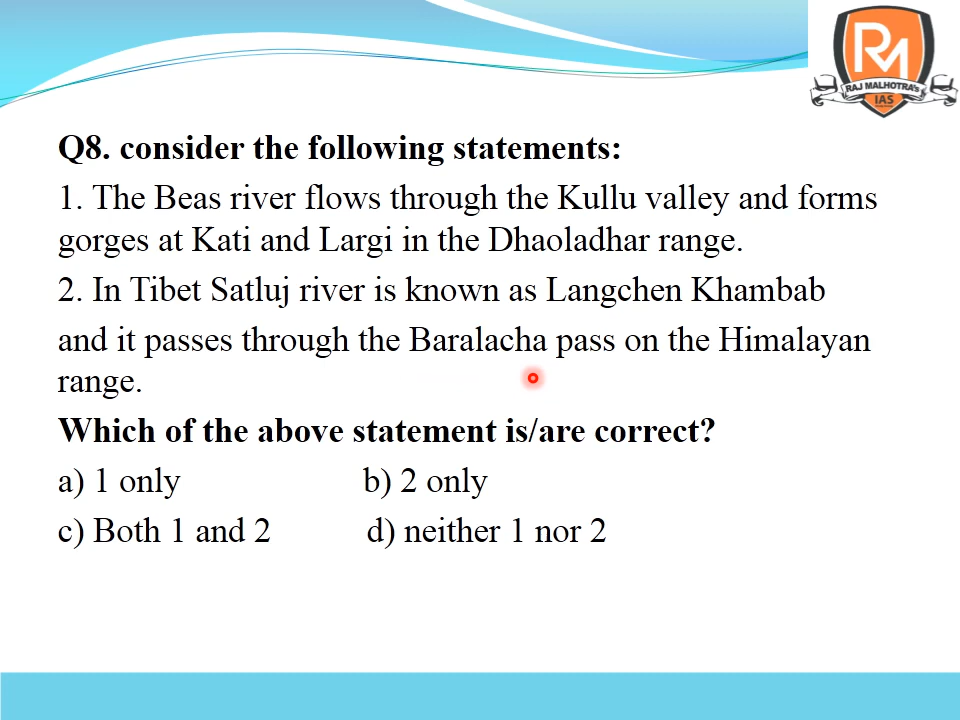 RM
RAJ MALHOTRA's
IAS
Q8. consider the following statements:
1. The Beas river flows through the Kullu valley and forms
gorges at Kati and Largi in the Dhaoladhar range.
2. In Tibet Satluj river is known as Langchen Khambab
and it passes through the Baralacha pass on the Himalayan
range.
Which of the above statement is/are correct?
a) 1 only b) 2 only
c) Both 1 and 2 d) neither 1 nor 2